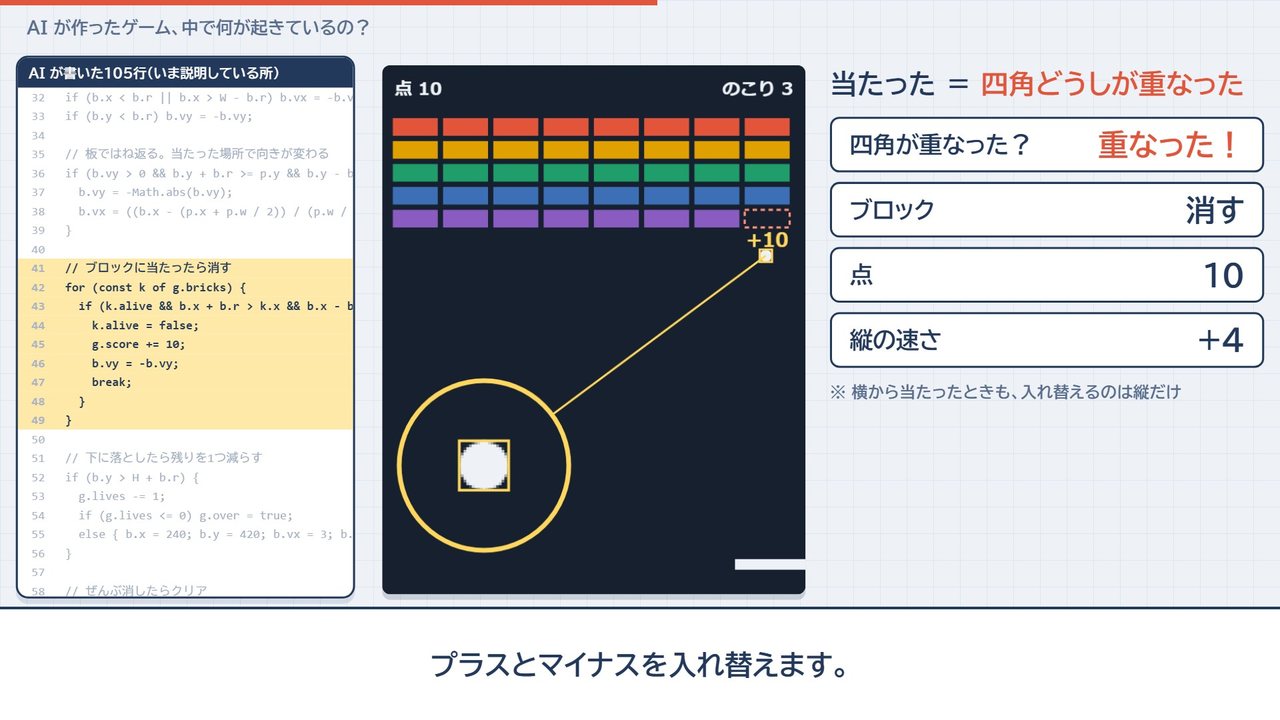 AI が作ったゲーム、中で何が起きているの？
AI が書いた105行（いま説明している所）
32 if (b.x < b.r || b.x > W - b.r) b.vx = -b.v
33 if (b.y < b.r) b.vy = -b.vy;
34
35 // 板ではね返る。当たった場所で向きが変わる
36 if (b.vy > 0 && b.y + b.r >= p.y && b.y - b
37 b.vy = -Math.abs(b.vy);
38 b.vx = ((b.x - (p.x + p.w / 2)) / (p.w /
39 }
40
41 // ブロックに当たったら消す
42 for (const k of g.bricks) {
43 if (k.alive && b.x + b.r > k.x && b.x - b
44 k.alive = false;
45 g.score += 10;
46 b.vy = -b.vy;
47 break;
48 }
49 }
50
51 // 下に落としたら残りを1つ減らす
52 if (b.y > H + b.r) {
53 g.lives -= 1;
54 if (g.lives <= 0) g.over = true;
55 else { b.x = 240; b.y = 420; b.vx = 3; b.
56 }
57
58 // ぜんぶ消したらクリア
点 10 のこり 3
+10
当たった ＝ 四角どうしが重なった
四角が重なった？ 重なった！
ブロック 消す
点 10
縦の速さ +4
※ 横から当たったときも、入れ替えるのは縦だけ
プラスとマイナスを入れ替えます。